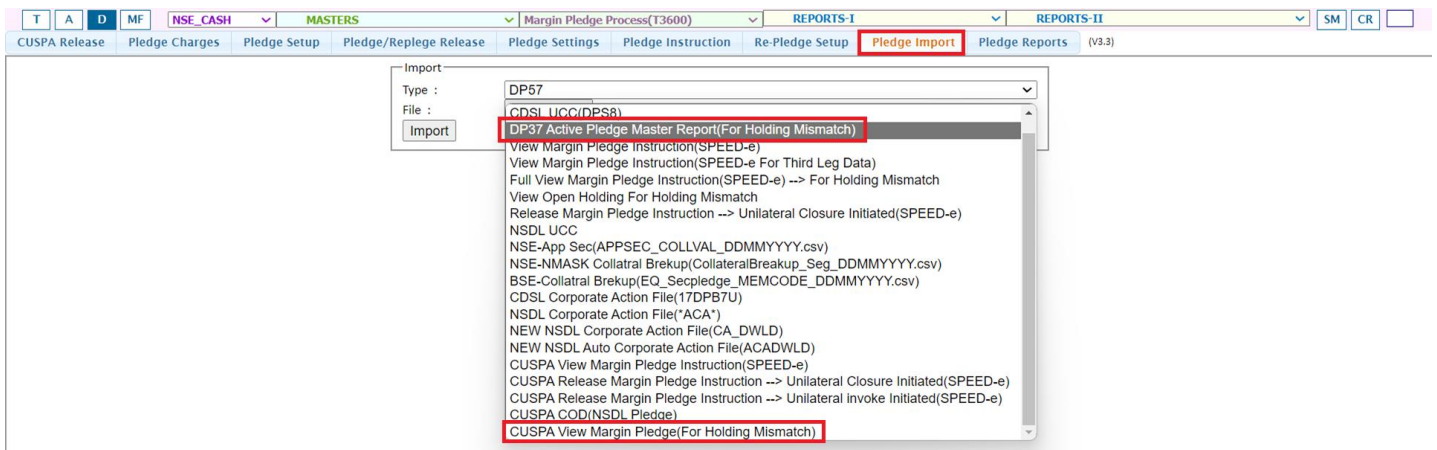 T A D MF NSE_CASH MASTERS Margin Pledge Process(T3600) REPORTS-I REPORTS-II SM CR
CUSPA Release Pledge Charges Pledge Setup Pledge/Replege Release Pledge Settings Pledge Instruction Re-Pledge Setup Pledge Import Pledge Reports (V3.3)
Import
Type : DP57
File :
Import
CDSL UCC(DPS8)
DP37 Active Pledge Master Report(For Holding Mismatch)
View Margin Pledge Instruction(SPEED-e)
View Margin Pledge Instruction(SPEED-e For Third Leg Data)
Full View Margin Pledge Instruction(SPEED-e) --> For Holding Mismatch
View Open Holding For Holding Mismatch
Release Margin Pledge Instruction --> Unilateral Closure Initiated(SPEED-e)
NSDL UCC
NSE-App Sec(APPSEC_COLLVAL_DDMMYYYY.csv)
NSE-NMASK Collatral Brekup(CollateralBreakup_Seg_DDMMYYYY.csv)
BSE-Collatral Brekup(EQ_Secpledge_MEMCODE_DDMMYYYY.csv)
CDSL Corporate Action File(17DPB7U)
NSDL Corporate Action File(*ACA*)
NEW NSDL Corporate Action File(CA_DWLD)
NEW NSDL Auto Corporate Action File(ACADWLD)
CUSPA View Margin Pledge Instruction(SPEED-e)
CUSPA Release Margin Pledge Instruction --> Unilateral Closure Initiated(SPEED-e)
CUSPA Release Margin Pledge Instruction --> Unilateral invoke Initiated(SPEED-e)
CUSPA COD(NSDL Pledge)
CUSPA View Margin Pledge(For Holding Mismatch)